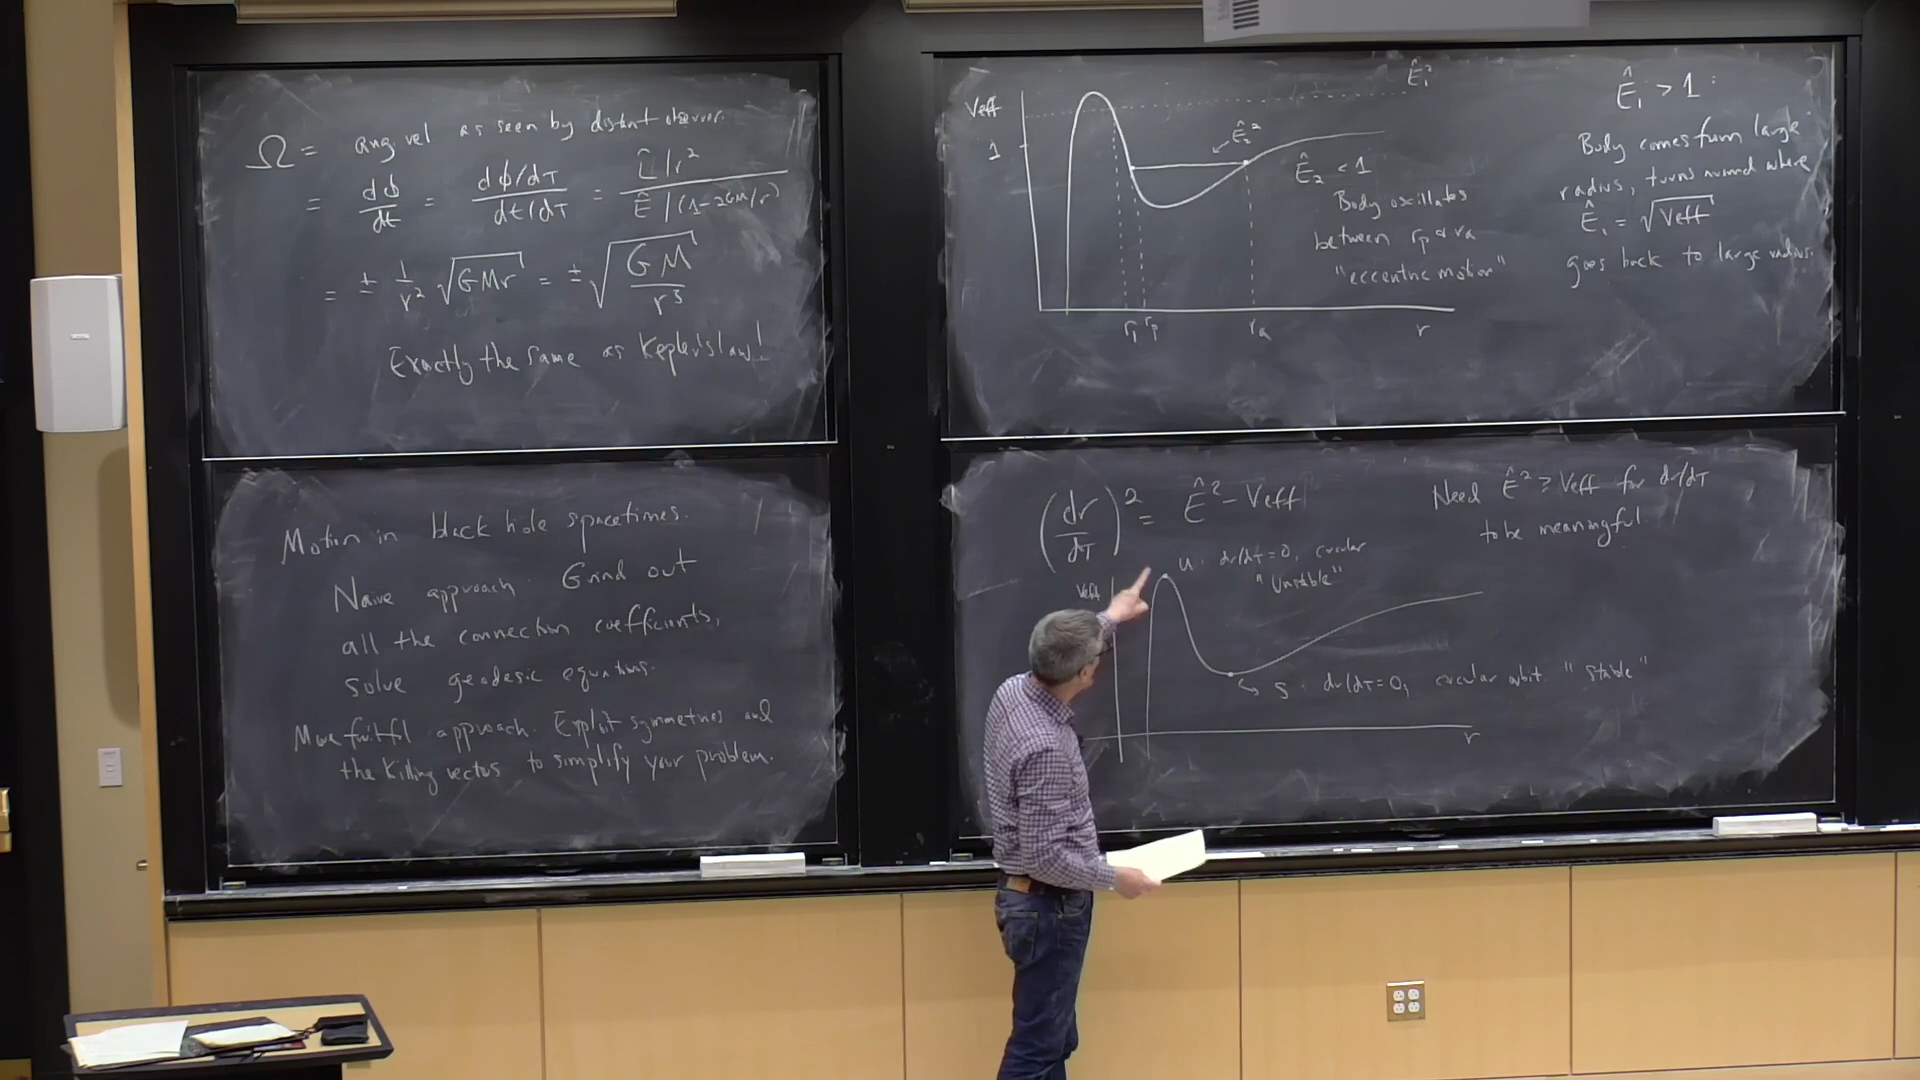 Ω = ang. vel as seen by distant observer.
= dϕ/dt = (dϕ/dτ)/(dt/dτ) = (L̂/r²)/(Ê/(1-2GM/r))
= ± 1/r² √(GMr) = ± √(GM/r³)
Exactly the same as Kepler's law!
Motion in black hole spacetimes.
Naive approach: Grind out
all the connection coefficients,
solve geodesic equations.
More fruitful approach: Exploit symmetries and
the Killing vectors to simplify your problem.
Veff
1
Ê₁²
Ê₂²
Ê₂ < 1
Body oscillates
between rp & ra
"eccentric motion"
r₁ rp ra r
Ê₁ > 1:
Body comes from large
radius, turns round where
Ê₁ = √Veff
goes back to large radius.
(dr/dτ)² = Ê² - Veff
Need Ê² ≥ Veff for dr/dτ
to be meaningful.
u: dr/dτ=0, circular
"Unstable"
Veff
S: dr/dτ=0, circular orbit. "stable"
r